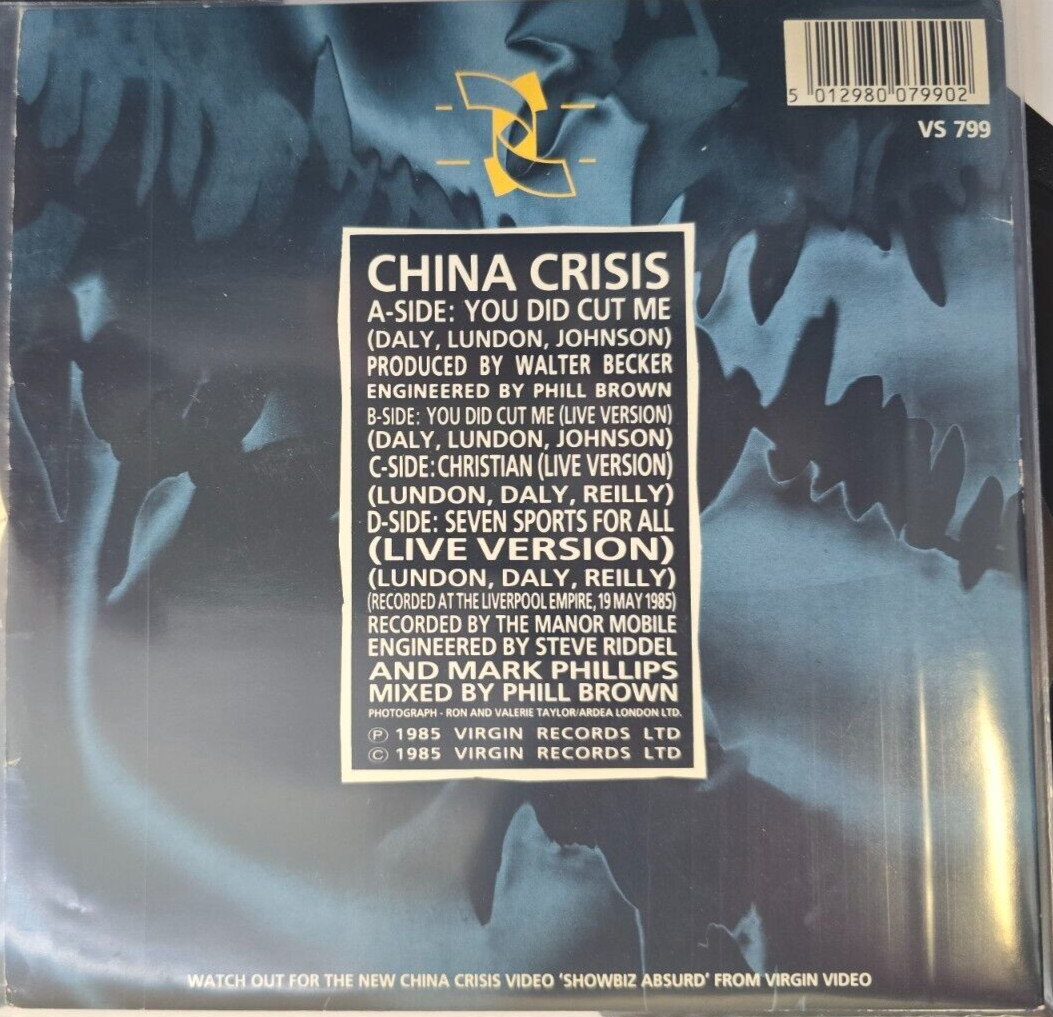 5 012980 079902
VS 799
CHINA CRISIS
A-SIDE: YOU DID CUT ME
(DALY, LUNDON, JOHNSON)
PRODUCED BY WALTER BECKER
ENGINEERED BY PHILL BROWN
B-SIDE: YOU DID CUT ME (LIVE VERSION)
(DALY, LUNDON, JOHNSON)
C-SIDE: CHRISTIAN (LIVE VERSION)
(LUNDON, DALY, REILLY)
D-SIDE: SEVEN SPORTS FOR ALL
(LIVE VERSION)
(LUNDON, DALY, REILLY)
(RECORDED AT THE LIVERPOOL EMPIRE, 19 MAY 1985)
RECORDED BY THE MANOR MOBILE
ENGINEERED BY STEVE RIDDEL
AND MARK PHILLIPS
MIXED BY PHILL BROWN
PHOTOGRAPH - RON AND VALERIE TAYLOR/ARDEA LONDON LTD.
Ⓟ 1985 VIRGIN RECORDS LTD
© 1985 VIRGIN RECORDS LTD
WATCH OUT FOR THE NEW CHINA CRISIS VIDEO 'SHOWBIZ ABSURD' FROM VIRGIN VIDEO